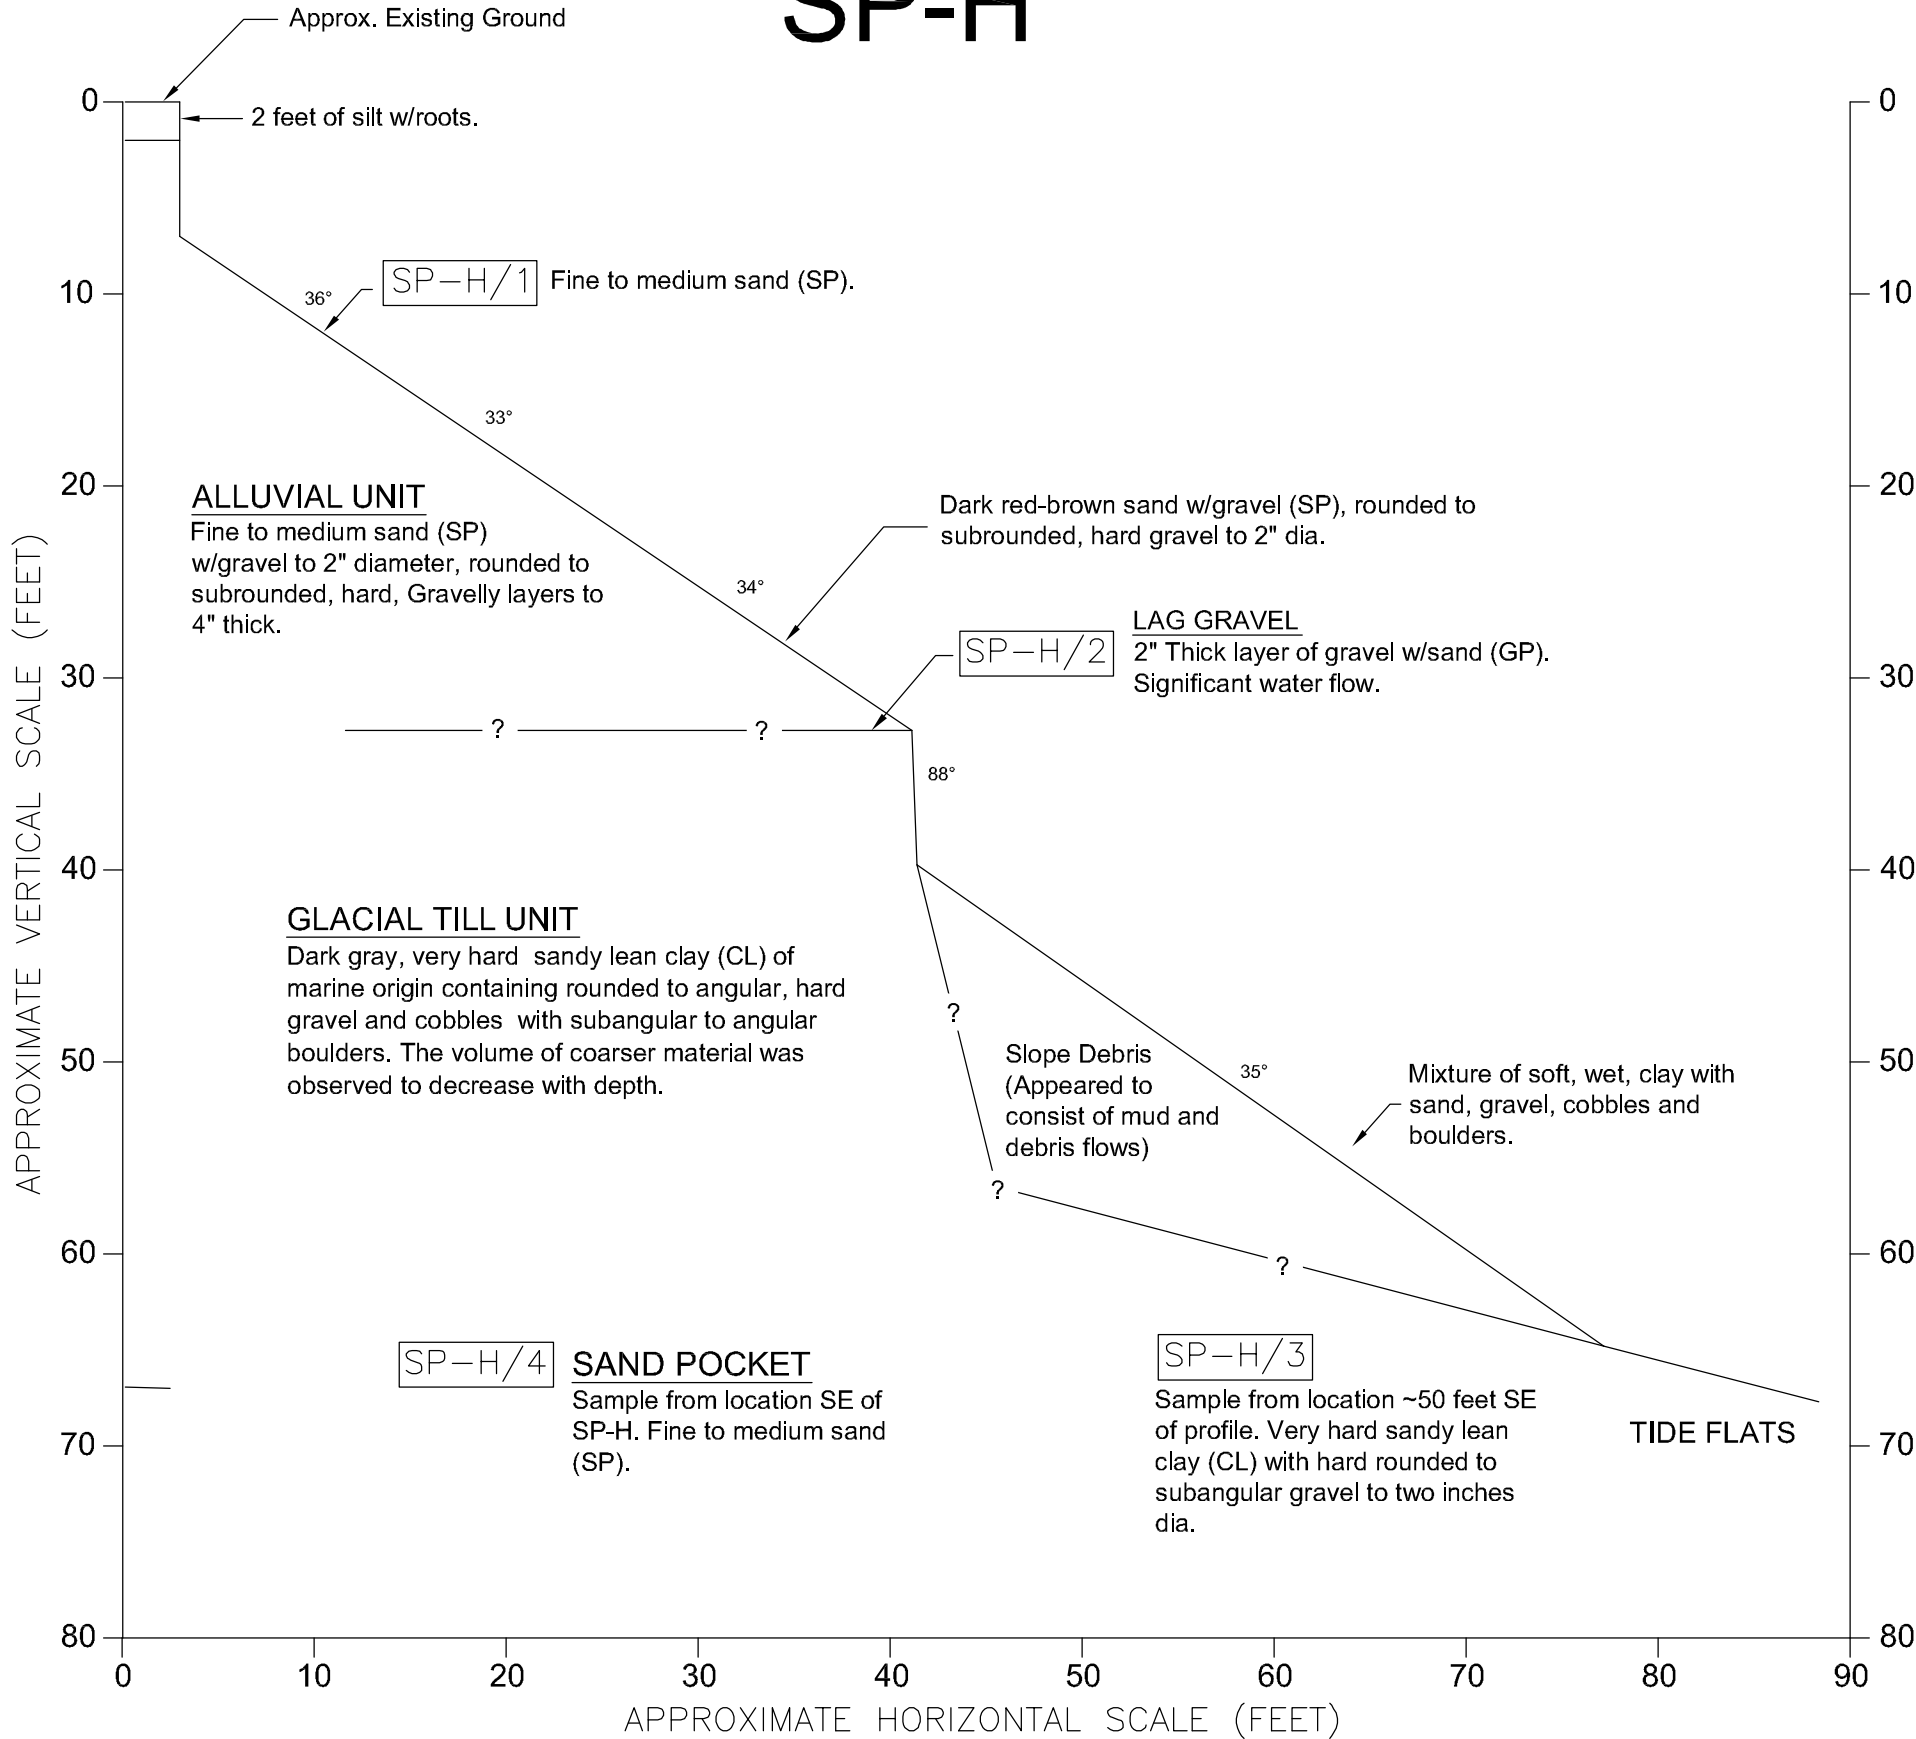 SP-H
Approx. Existing Ground
0
0
2 feet of silt w/roots.
SP-H/1
Fine to medium sand (SP).
36°
10
10
33°
20
20
ALLUVIAL UNIT
Fine to medium sand (SP)
w/gravel to 2" diameter, rounded to
subrounded, hard, Gravelly layers to
4" thick.
Dark red-brown sand w/gravel (SP), rounded to
subrounded, hard gravel to 2" dia.
34°
SP-H/2
LAG GRAVEL
2" Thick layer of gravel w/sand (GP).
Significant water flow.
30
30
?
?
88°
40
40
GLACIAL TILL UNIT
Dark gray, very hard sandy lean clay (CL) of
marine origin containing rounded to angular, hard
gravel and cobbles with subangular to angular
boulders. The volume of coarser material was
observed to decrease with depth.
?
50
50
Slope Debris
(Appeared to
consist of mud and
debris flows)
35°
Mixture of soft, wet, clay with
sand, gravel, cobbles and
boulders.
?
60
60
?
SP-H/4
SAND POCKET
Sample from location SE of
SP-H. Fine to medium sand
(SP).
SP-H/3
Sample from location ~50 feet SE
of profile. Very hard sandy lean
clay (CL) with hard rounded to
subangular gravel to two inches
dia.
TIDE FLATS
70
70
80
80
0 10 20 30 40 50 60 70 80 90
APPROXIMATE HORIZONTAL SCALE (FEET)
APPROXIMATE VERTICAL SCALE (FEET)